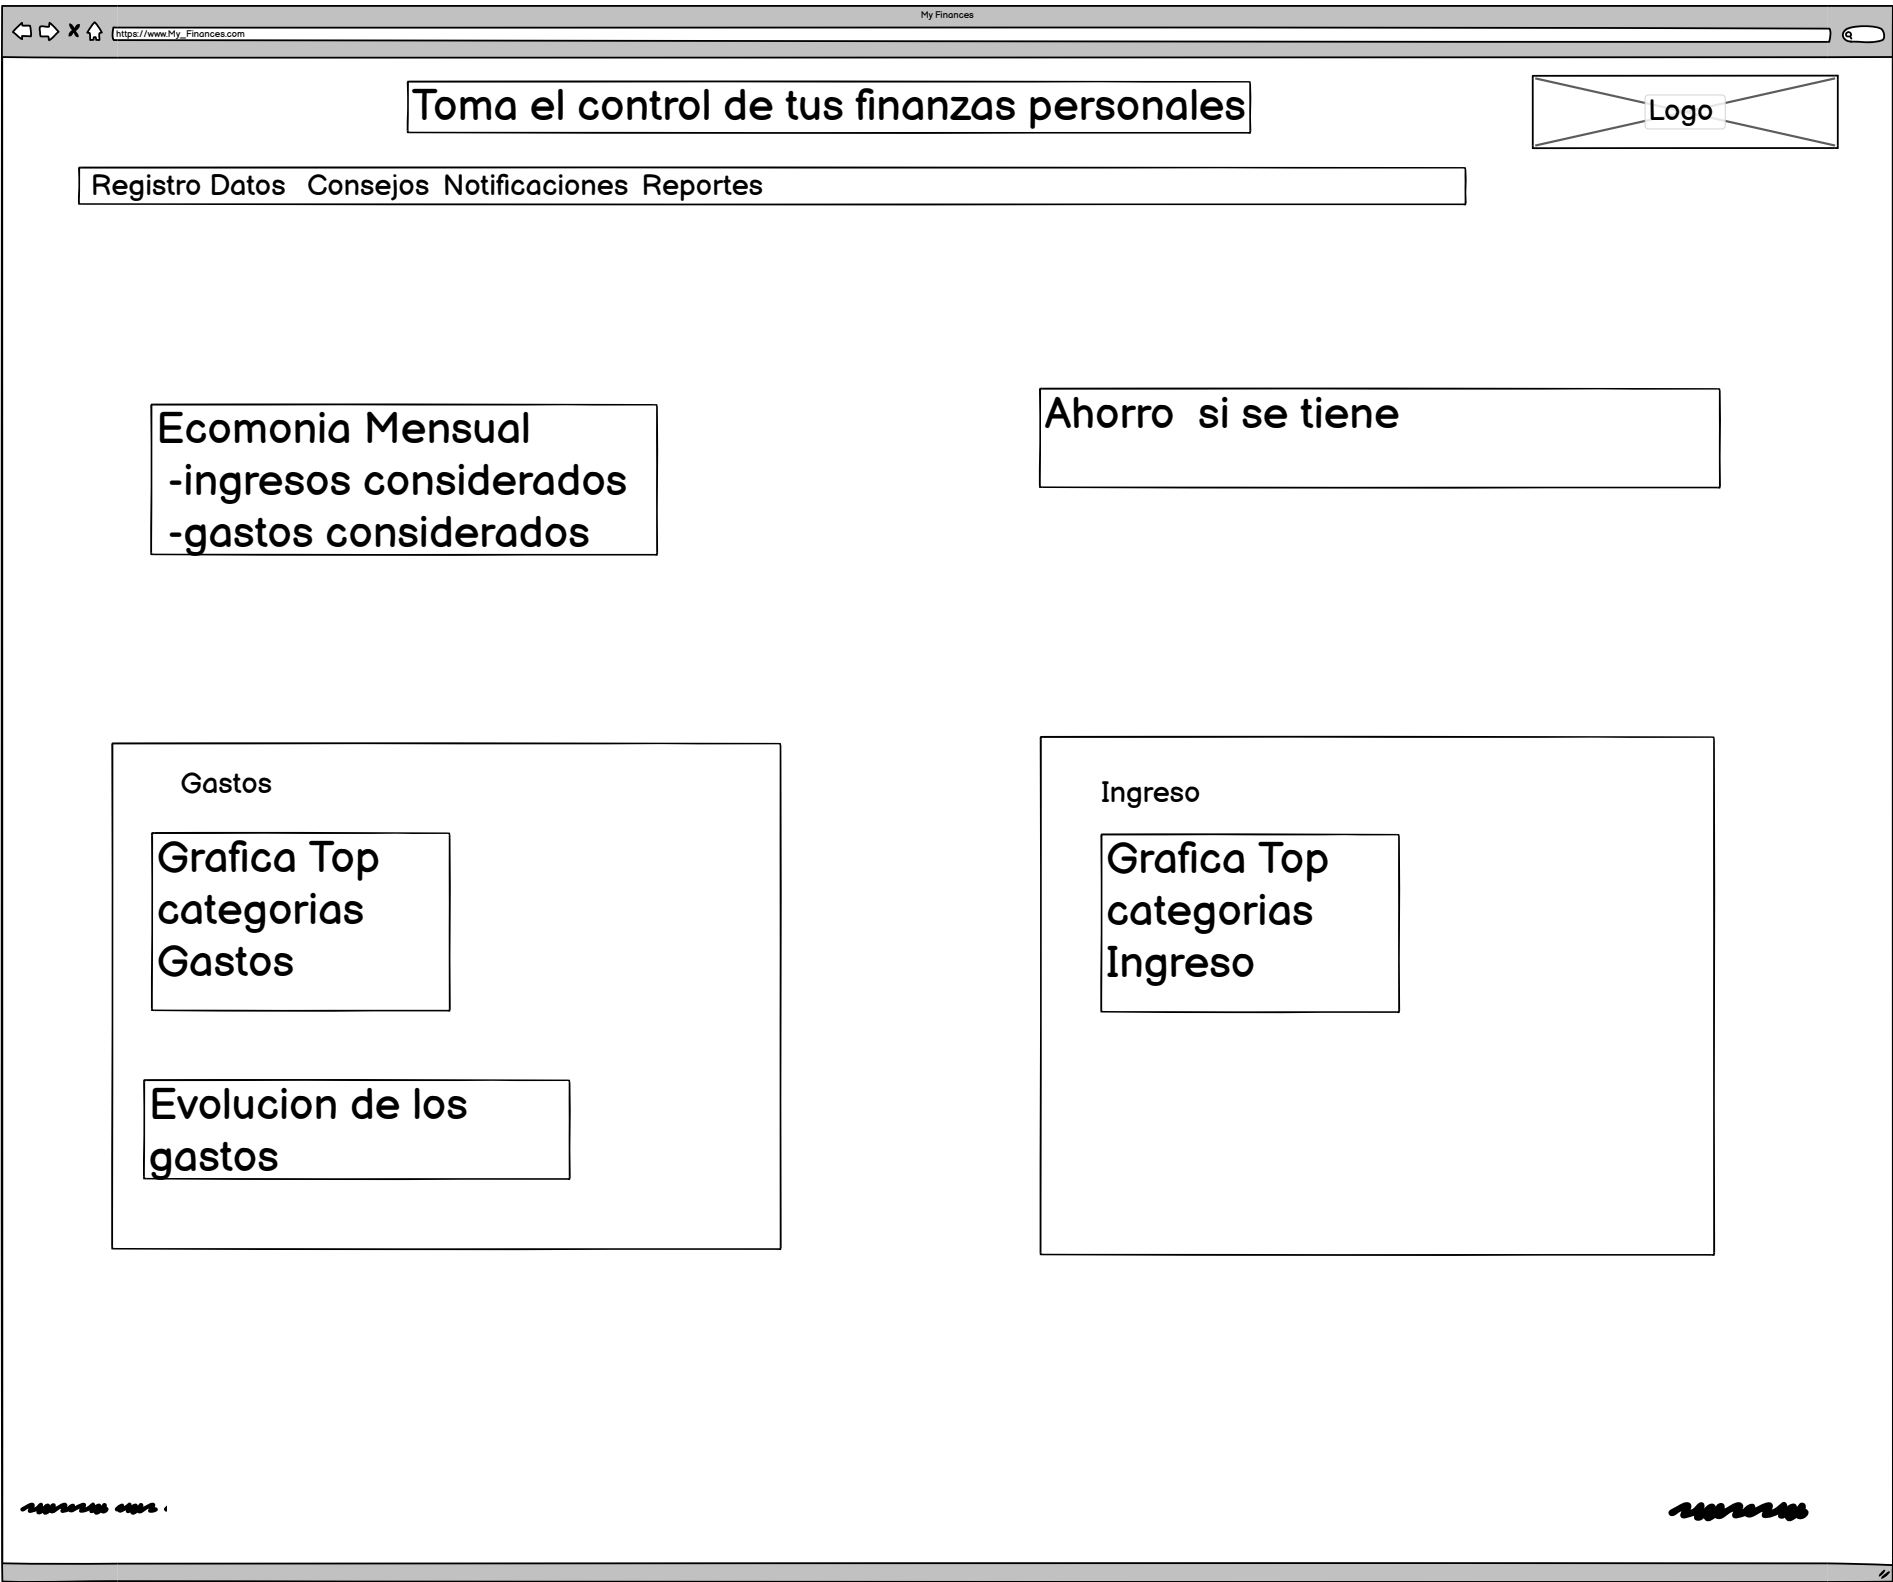 My Finances
https://www.My_Finances.com
Toma el control de tus finanzas personales
Logo
Registro Datos Consejos Notificaciones Reportes
Ecomonia Mensual
-ingresos considerados
-gastos considerados
Ahorro si se tiene
Gastos
Grafica Top
categorias
Gastos
Evolucion de los
gastos
Ingreso
Grafica Top
categorias
Ingreso